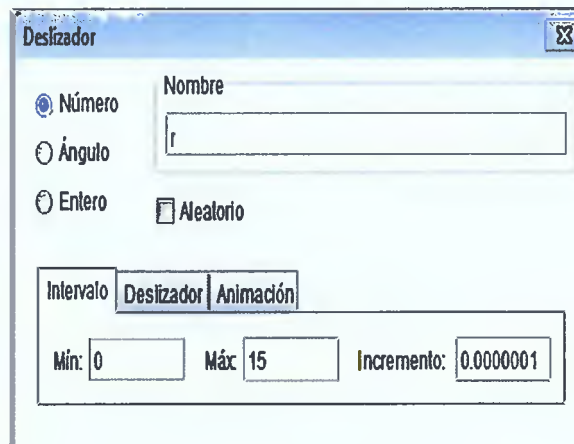 Deslizador
Número
Nombre
r
Ángulo
Entero
Aleatorio
Intervalo Deslizador Animación
Mín: 0 Máx: 15 Incremento: 0.0000001